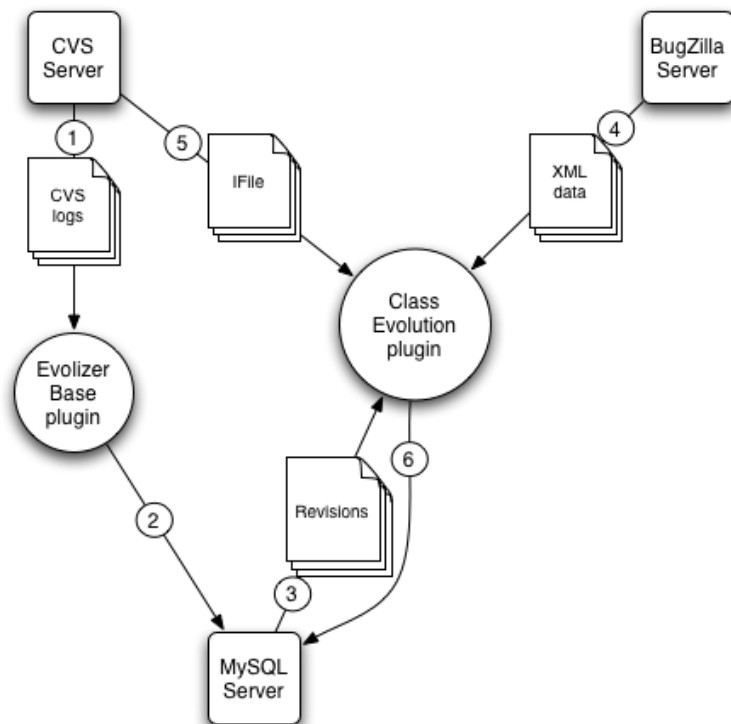 CVS
Server
BugZilla
Server
1
5
4
CVS
logs
IFile
XML
data
Class
Evolution
plugin
Evolizer
Base
plugin
6
Revisions
2
3
MySQL
Server